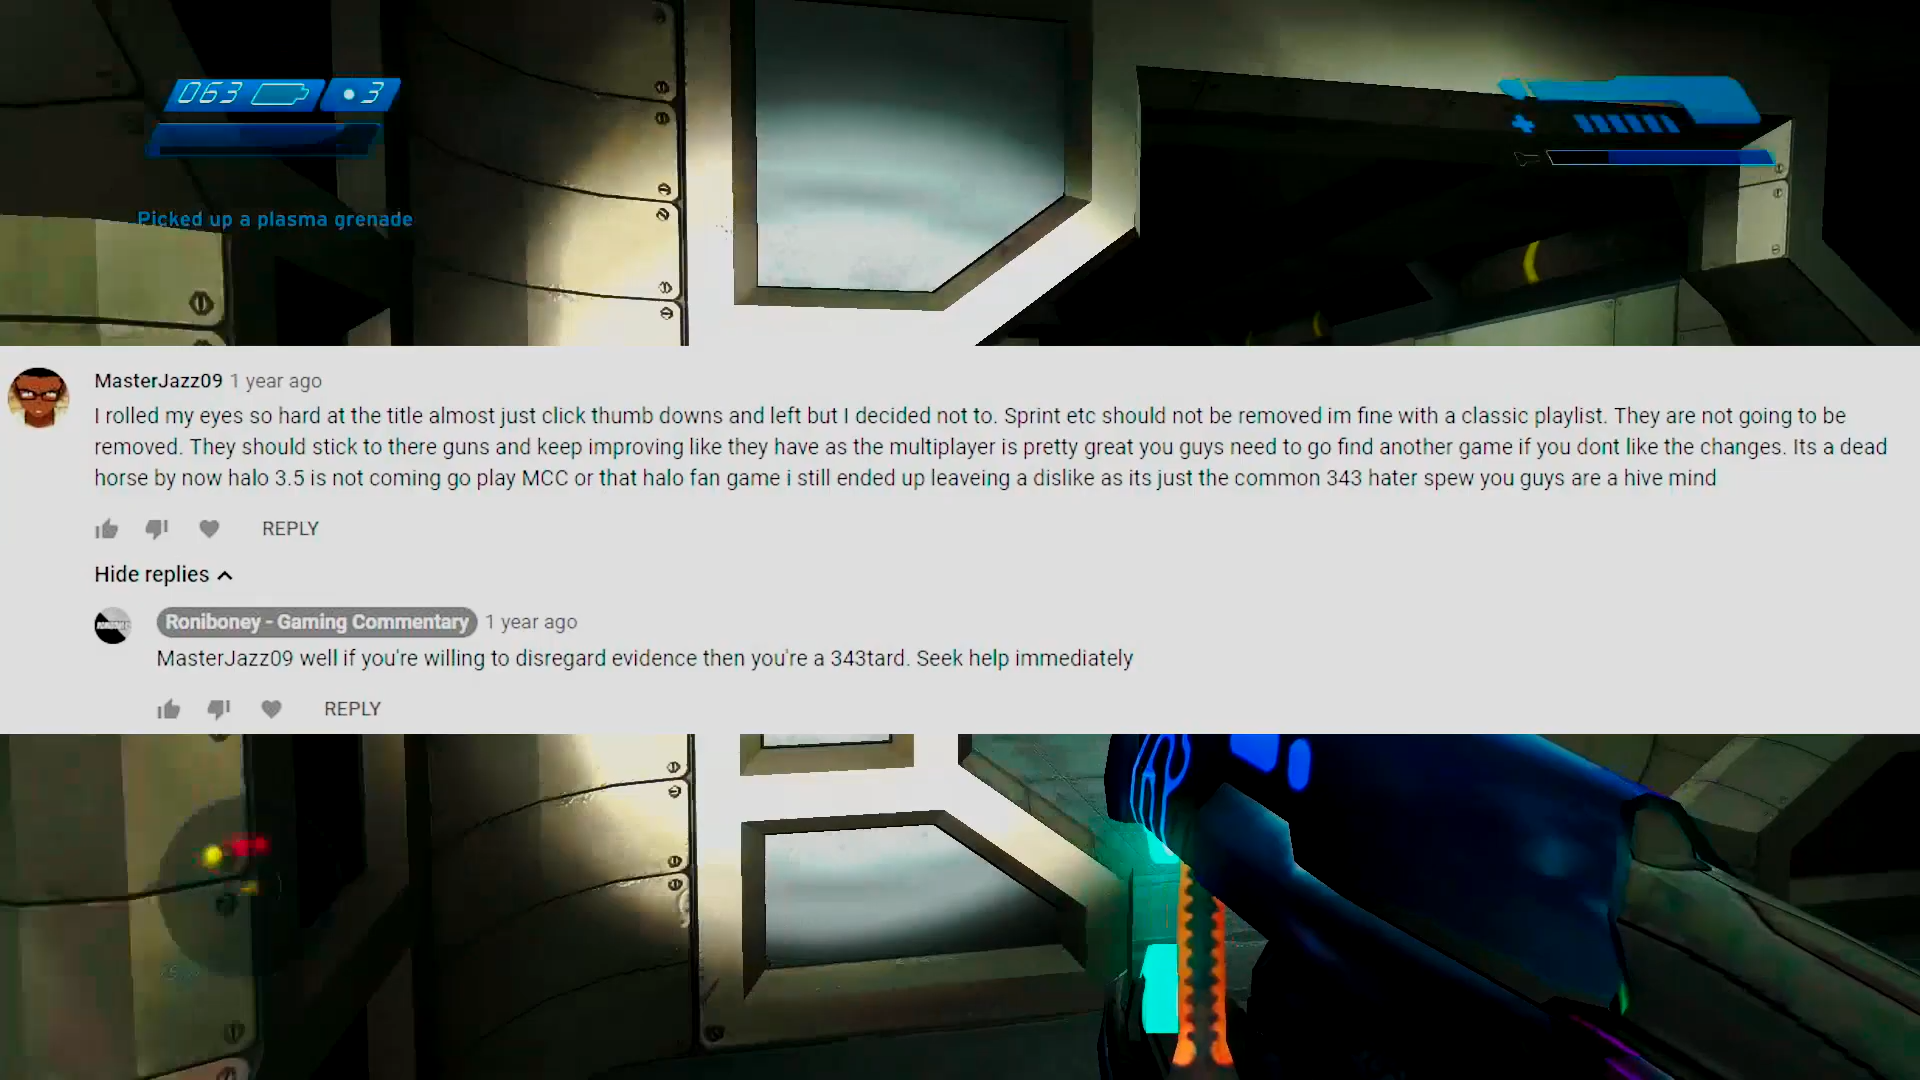 063
3
Picked up a plasma grenade
MasterJazz09 1 year ago
I rolled my eyes so hard at the title almost just click thumb downs and left but I decided not to. Sprint etc should not be removed im fine with a classic playlist. They are not going to be
removed. They should stick to there guns and keep improving like they have as the multiplayer is pretty great you guys need to go find another game if you dont like the changes. Its a dead
horse by now halo 3.5 is not coming go play MCC or that halo fan game i still ended up leaveing a dislike as its just the common 343 hater spew you guys are a hive mind
REPLY
Hide replies
Roniboney - Gaming Commentary 1 year ago
MasterJazz09 well if you're willing to disregard evidence then you're a 343tard. Seek help immediately
REPLY